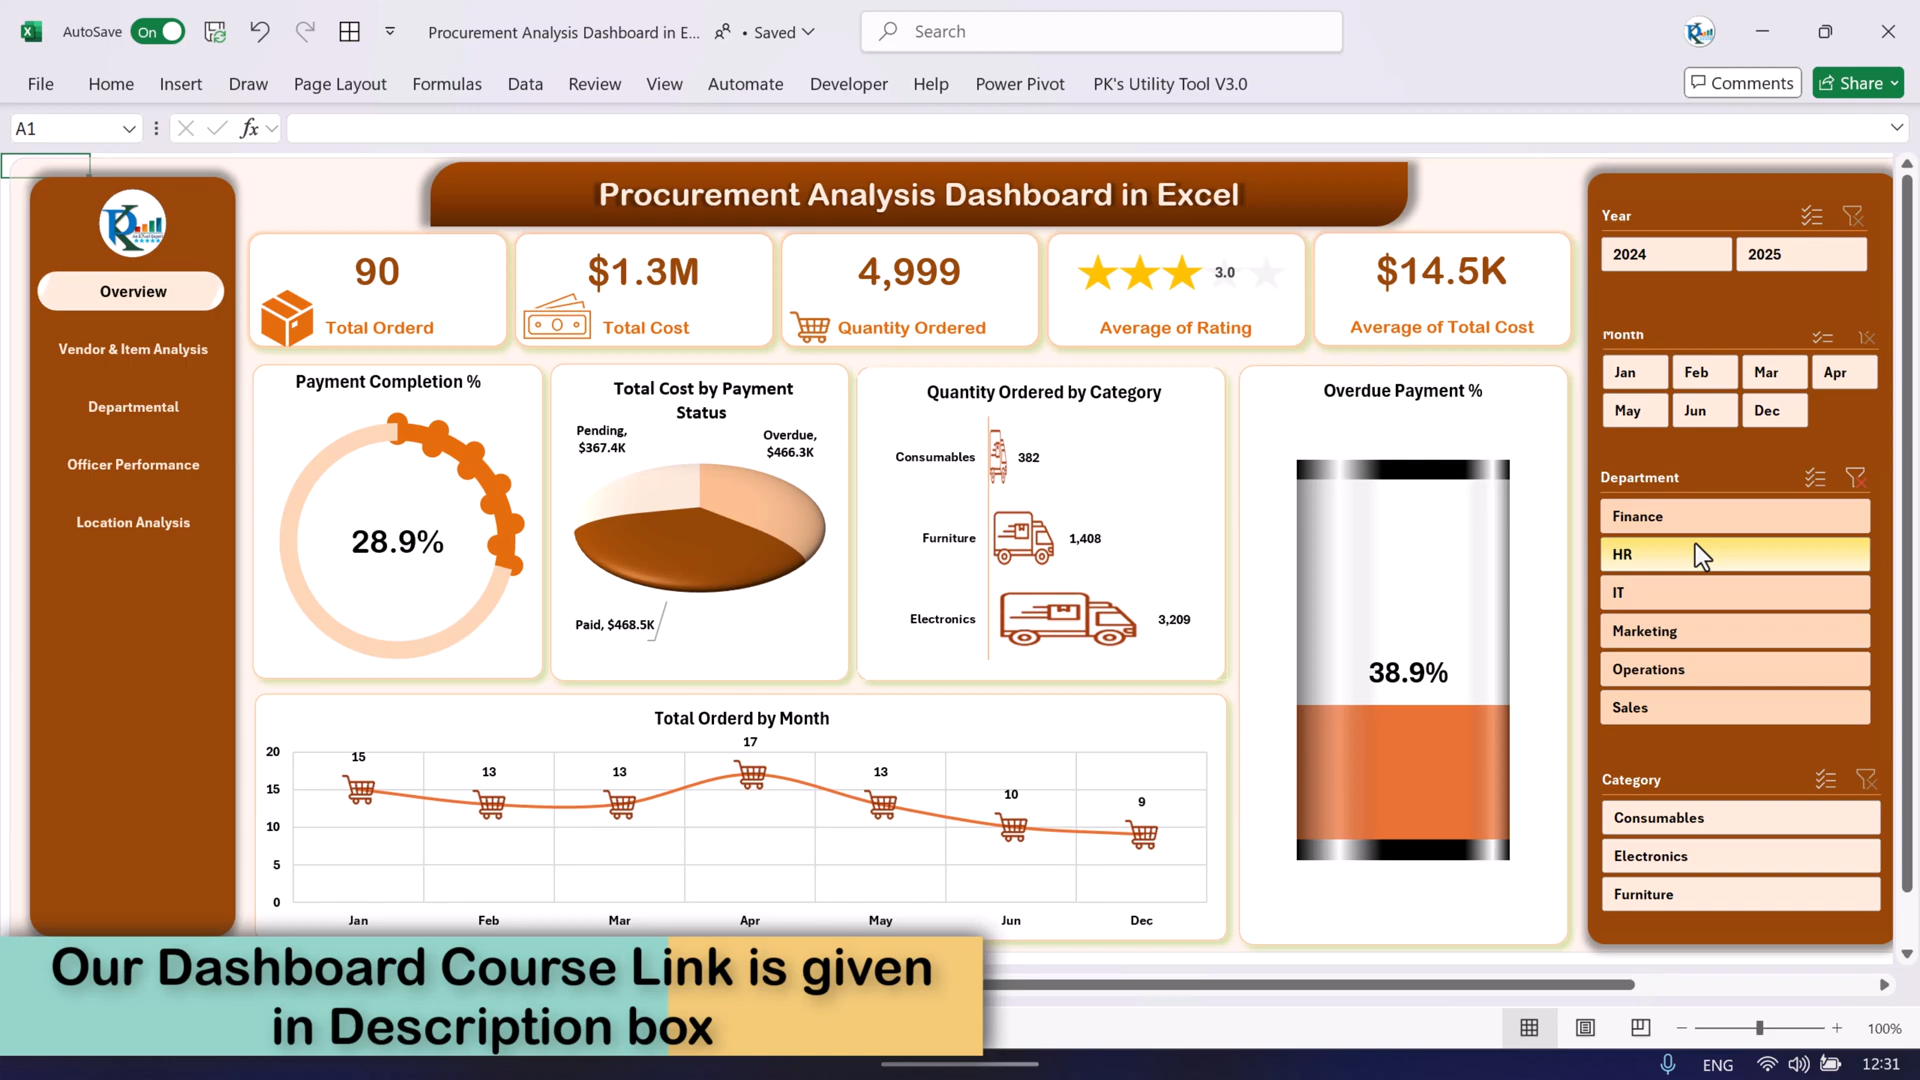 AutoSave On
Procurement Analysis Dashboard in E... • Saved
Search
File Home Insert Draw Page Layout Formulas Data Review View Automate Developer Help Power Pivot PK's Utility Tool V3.0
Comments Share
A1
fx
Procurement Analysis Dashboard in Excel
Overview
Vendor & Item Analysis
Departmental
Officer Performance
Location Analysis
90
Total Orderd
$1.3M
Total Cost
4,999
Quantity Ordered
3.0
Average of Rating
$14.5K
Average of Total Cost
Payment Completion %
28.9%
Total Cost by Payment
Status
Pending,
$367.4K
Overdue,
$466.3K
Paid, $468.5K
Quantity Ordered by Category
Consumables 382
Furniture 1,408
Electronics 3,209
Overdue Payment %
38.9%
Total Orderd by Month
20
15
10
5
0
15 13 13 17 13 10 9
Jan Feb Mar Apr May Jun Dec
Year
2024 2025
Month
Jan Feb Mar Apr
May Jun Dec
Department
Finance
HR
IT
Marketing
Operations
Sales
Category
Consumables
Electronics
Furniture
Our Dashboard Course Link is given
in Description box
100%
ENG 12:31